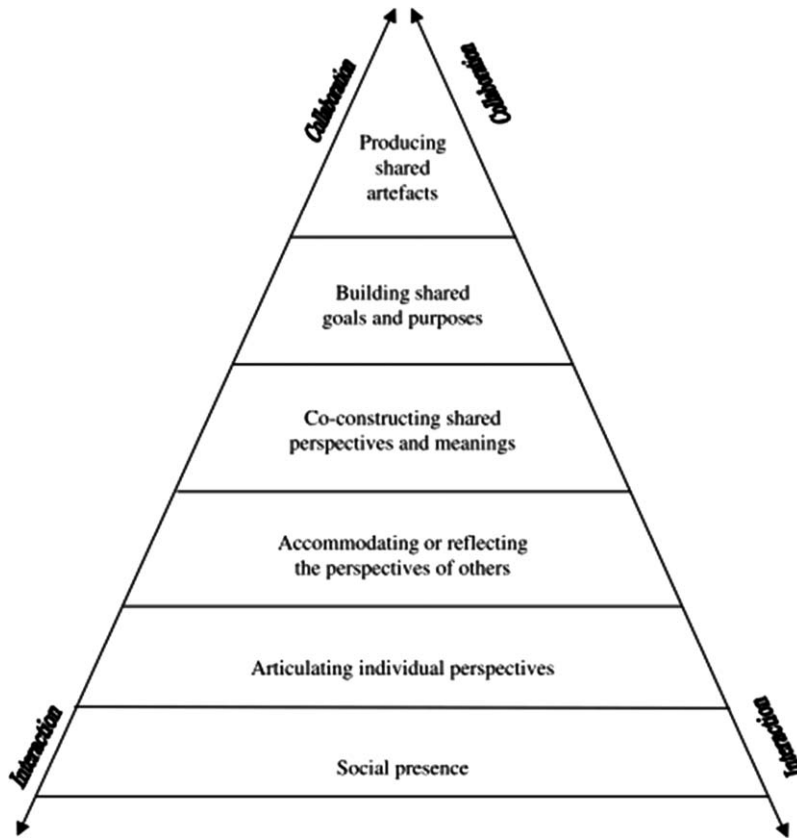 Collaboration
Collaboration
Producing
shared
artefacts
Building shared
goals and purposes
Co-constructing shared
perspectives and meanings
Accommodating or reflecting
the perspectives of others
Articulating individual perspectives
Interaction
Interaction
Social presence